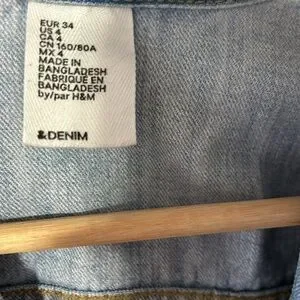 EUR 34
US 4
CA 4
CN 160/80A
MX 4
MADE IN
BANGLADESH
FABRIQUÉ EN
BANGLADESH
by/par H&M
&DENIM